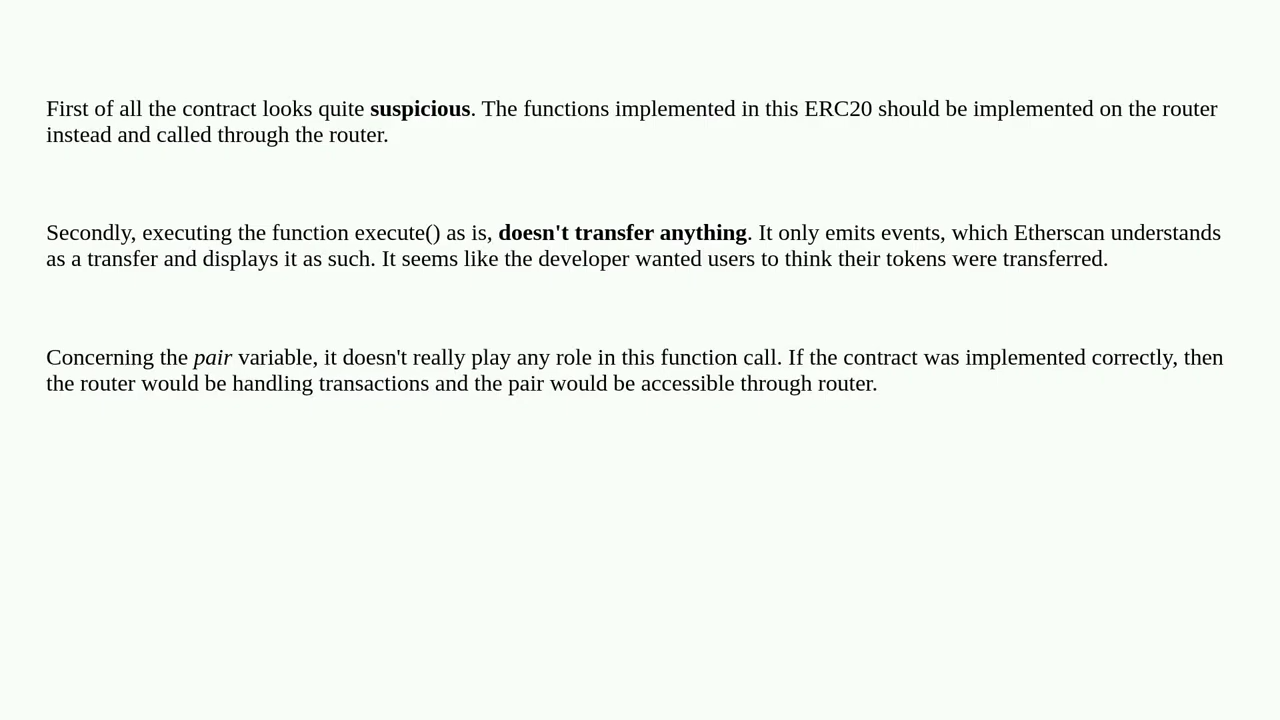 First of all the contract looks quite suspicious. The functions implemented in this ERC20 should be implemented on the router
instead and called through the router.
Secondly, executing the function execute() as is, doesn't transfer anything. It only emits events, which Etherscan understands
as a transfer and displays it as such. It seems like the developer wanted users to think their tokens were transferred.
Concerning the pair variable, it doesn't really play any role in this function call. If the contract was implemented correctly, then
the router would be handling transactions and the pair would be accessible through router.